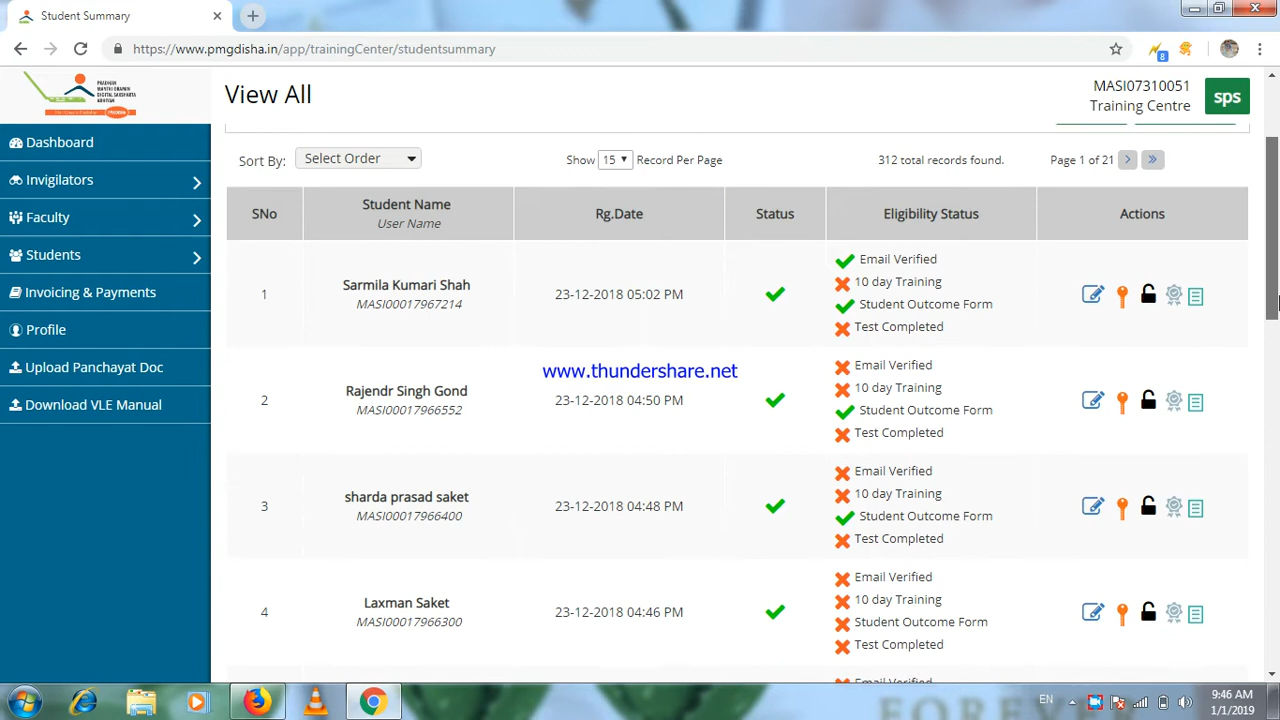 Student Summary
https://www.pmgdisha.in/app/trainingCenter/studentsummary
8
PRADHAN
MANTRI GRAMIN
DIGITAL SAKSHARTA
ABHIYAN
View All
MASI07310051
Training Centre
sps
Dashboard
Invigilators
Faculty
Students
Invoicing & Payments
Profile
Upload Panchayat Doc
Download VLE Manual
Sort By: Select Order
Show 15 Record Per Page
312 total records found.
Page 1 of 21
SNo
Student Name
User Name
Rg.Date
Status
Eligibility Status
Actions
1
Sarmila Kumari Shah
MASI00017967214
23-12-2018 05:02 PM
Email Verified
10 day Training
Student Outcome Form
Test Completed
www.thundershare.net
2
Rajendr Singh Gond
MASI00017966552
23-12-2018 04:50 PM
Email Verified
10 day Training
Student Outcome Form
Test Completed
3
sharda prasad saket
MASI00017966400
23-12-2018 04:48 PM
Email Verified
10 day Training
Student Outcome Form
Test Completed
4
Laxman Saket
MASI00017966300
23-12-2018 04:46 PM
Email Verified
10 day Training
Student Outcome Form
Test Completed
EN
9:46 AM
1/1/2019